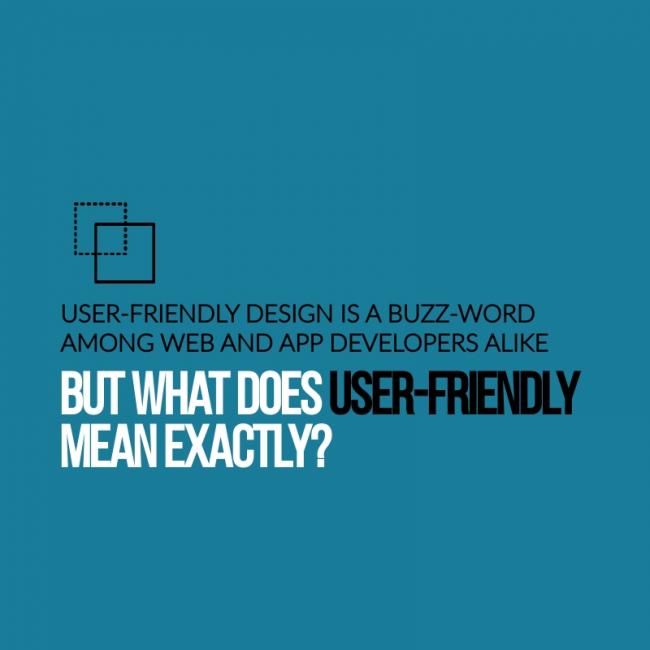 USER-FRIENDLY DESIGN IS A BUZZ-WORD
AMONG WEB AND APP DEVELOPERS ALIKE
BUT WHAT DOES USER-FRIENDLY
MEAN EXACTLY?